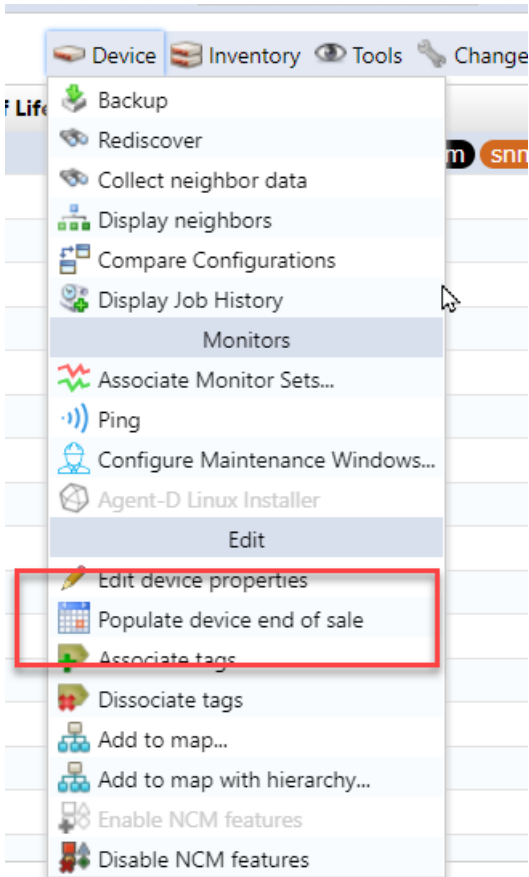 Device Inventory Tools Change
f Life
Backup
Rediscover
m snm
Collect neighbor data
Display neighbors
Compare Configurations
Display Job History
Monitors
Associate Monitor Sets...
Ping
Configure Maintenance Windows...
Agent-D Linux Installer
Edit
Edit device properties
Populate device end of sale
Associate tags
Dissociate tags
Add to map...
Add to map with hierarchy...
Enable NCM features
Disable NCM features